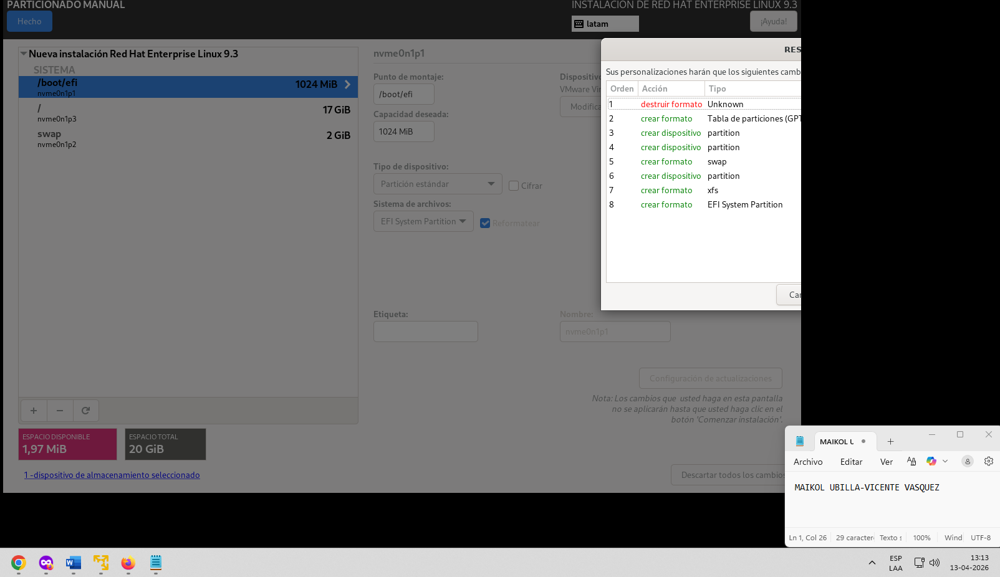 PARTICIONADO MANUAL
INSTALACIÓN DE RED HAT ENTERPRISE LINUX 9.3
Hecho
latam
¡Ayuda!
Nueva instalación Red Hat Enterprise Linux 9.3
SISTEMA
/boot/efi
1024 MiB
nvme0n1p1
/
17 GiB
nvme0n1p3
swap
2 GiB
nvme0n1p2
nvme0n1p1
Punto de montaje:
/boot/efi
Capacidad deseada:
1024 MiB
Tipo de dispositivo:
Partición estándar
Cifrar
Sistema de archivos:
EFI System Partition
Reformatear
Etiqueta:
Nombre:
nvme0n1p1
Configuración de actualizaciones
Nota: Los cambios que usted haga en esta pantalla
no se aplicarán hasta que usted haga clic en el
botón 'Comenzar instalación'.
ESPACIO DISPONIBLE
1,97 MiB
ESPACIO TOTAL
20 GiB
1 -dispositivo de almacenamiento seleccionado
Descartar todos los cambios
Sus personalizaciones harán que los siguientes camb
Orden Acción Tipo
1 destruir formato Unknown
2 crear formato Tabla de particiones (GPT
3 crear dispositivo partition
4 crear dispositivo partition
5 crear formato swap
6 crear dispositivo partition
7 crear formato xfs
8 crear formato EFI System Partition
MAIKOL U
Archivo Editar Ver
MAIKOL UBILLA-VICENTE VASQUEZ
Ln 1, Col 26 29 caracter Texto s 100% Wind UTF-8
ESP
LAA
13:13
13-04-2026